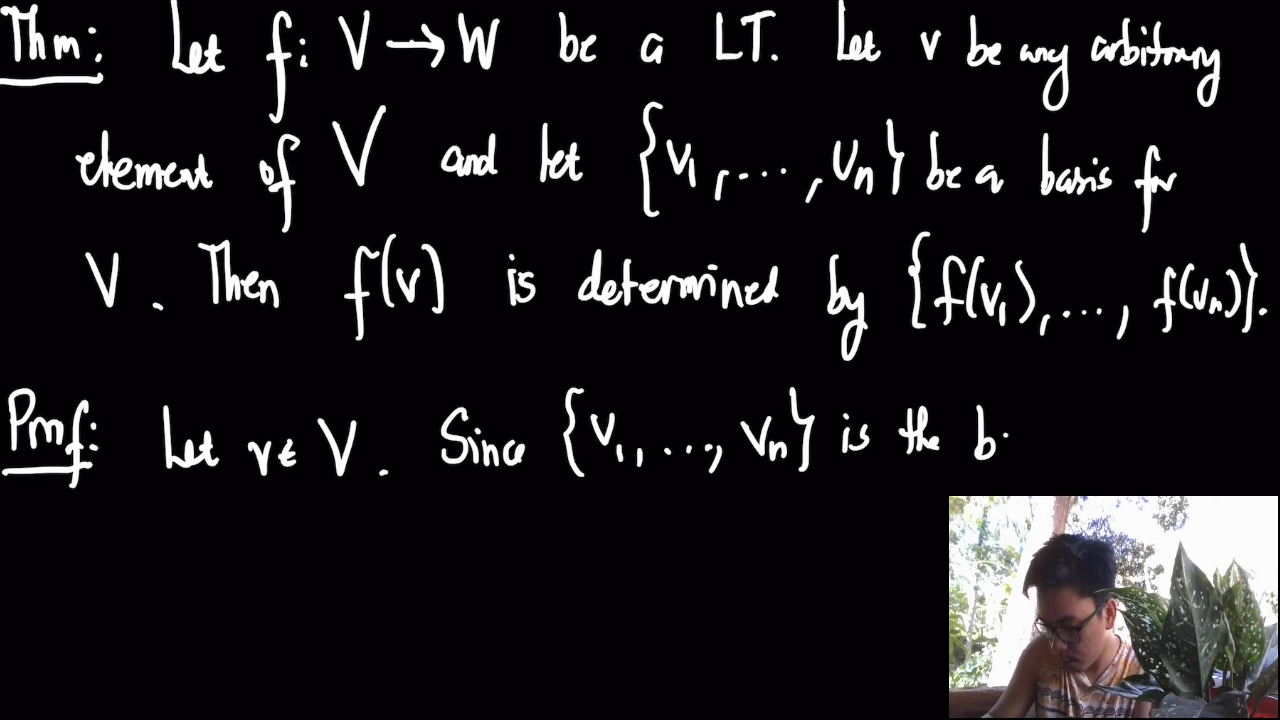 Thm: Let f: V → W be a LT. Let v be any arbitrary
element of V and let {v₁, ..., vₙ} be a basis for
V. Then f(v) is determined by {f(v₁), ..., f(vₙ)}.
Proof: Let v ∈ V. Since {v₁, ..., vₙ} is the b